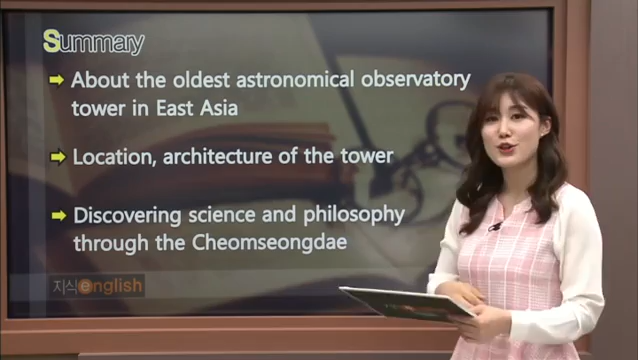 Summary
About the oldest astronomical observatory
tower in East Asia
Location, architecture of the tower
Discovering science and philosophy
through the Cheomseongdae
지식english